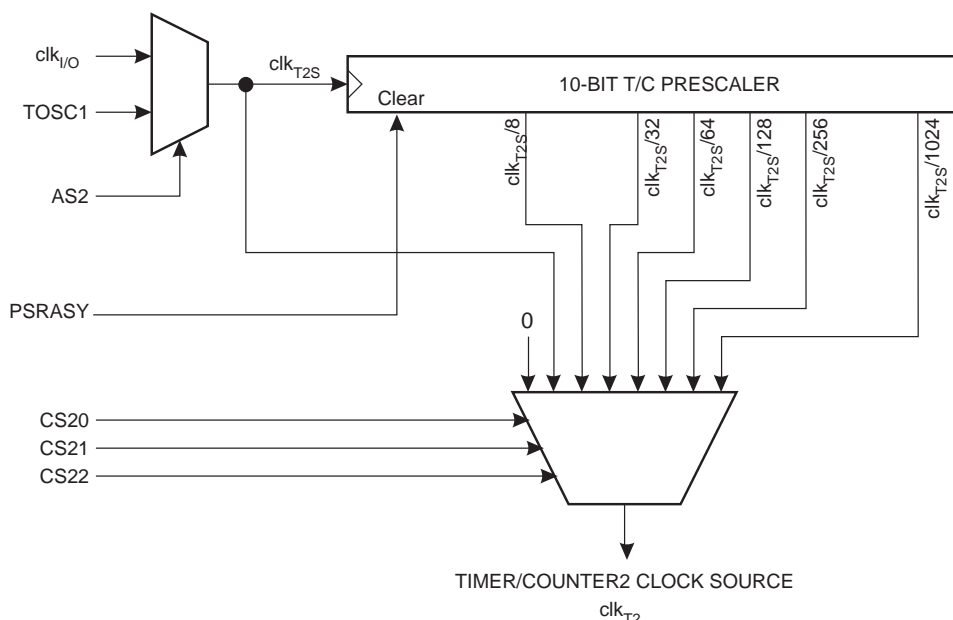 clkI/O
TOSC1
AS2
clkT2S
10-BIT T/C PRESCALER
Clear
clkT2S/8
clkT2S/32
clkT2S/64
clkT2S/128
clkT2S/256
clkT2S/1024
PSRASY
0
CS20
CS21
CS22
TIMER/COUNTER2 CLOCK SOURCE
clkT2